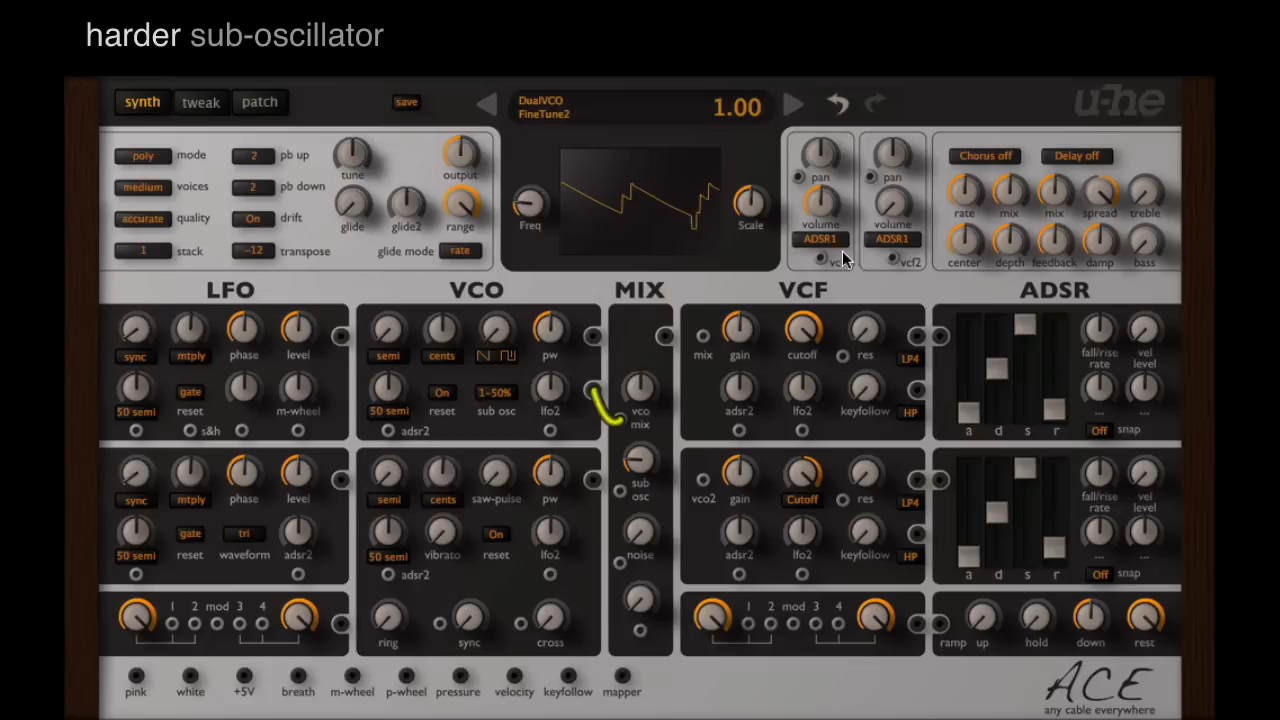 harder sub-oscillator
synth tweak patch save DualVCO FineTune2 1.00 u-he
poly mode 2 pb up tune output
medium voices 2 pb down
accurate quality On drift glide glide2 range
1 stack -12 transpose glide mode rate
Freq Scale
pan pan
volume volume
ADSR1 ADSR1
vcf2
Chorus off Delay off
rate mix mix spread treble
center depth feedback damp bass
LFO VCO MIX VCF ADSR
sync mtply phase level semi cents pw mix gain cutoff res LP4 fall/rise rate vel level
50 semi gate reset s&h m-wheel 50 semi On reset 1-50% sub osc lfo2 vco mix adsr2 lfo2 keyfollow HP ... ...
adsr2 a d s r Off snap
sync mtply phase level semi cents saw-pulse pw sub osc vco2 gain Cutoff res LP4 fall/rise rate vel level
50 semi gate reset tri waveform adsr2 50 semi vibrato On reset lfo2 noise adsr2 lfo2 keyfollow HP ... ...
adsr2 a d s r Off snap
1 2 mod 3 4 ring sync cross 1 2 mod 3 4 ramp up hold down rest
pink white +5V breath m-wheel p-wheel pressure velocity keyfollow mapper
ACE
any cable everywhere